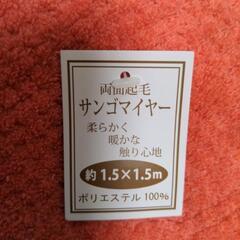 両面起毛
サンゴマイヤー
柔らかく
暖かな
触り心地
約1.5×1.5m
ポリエステル100%